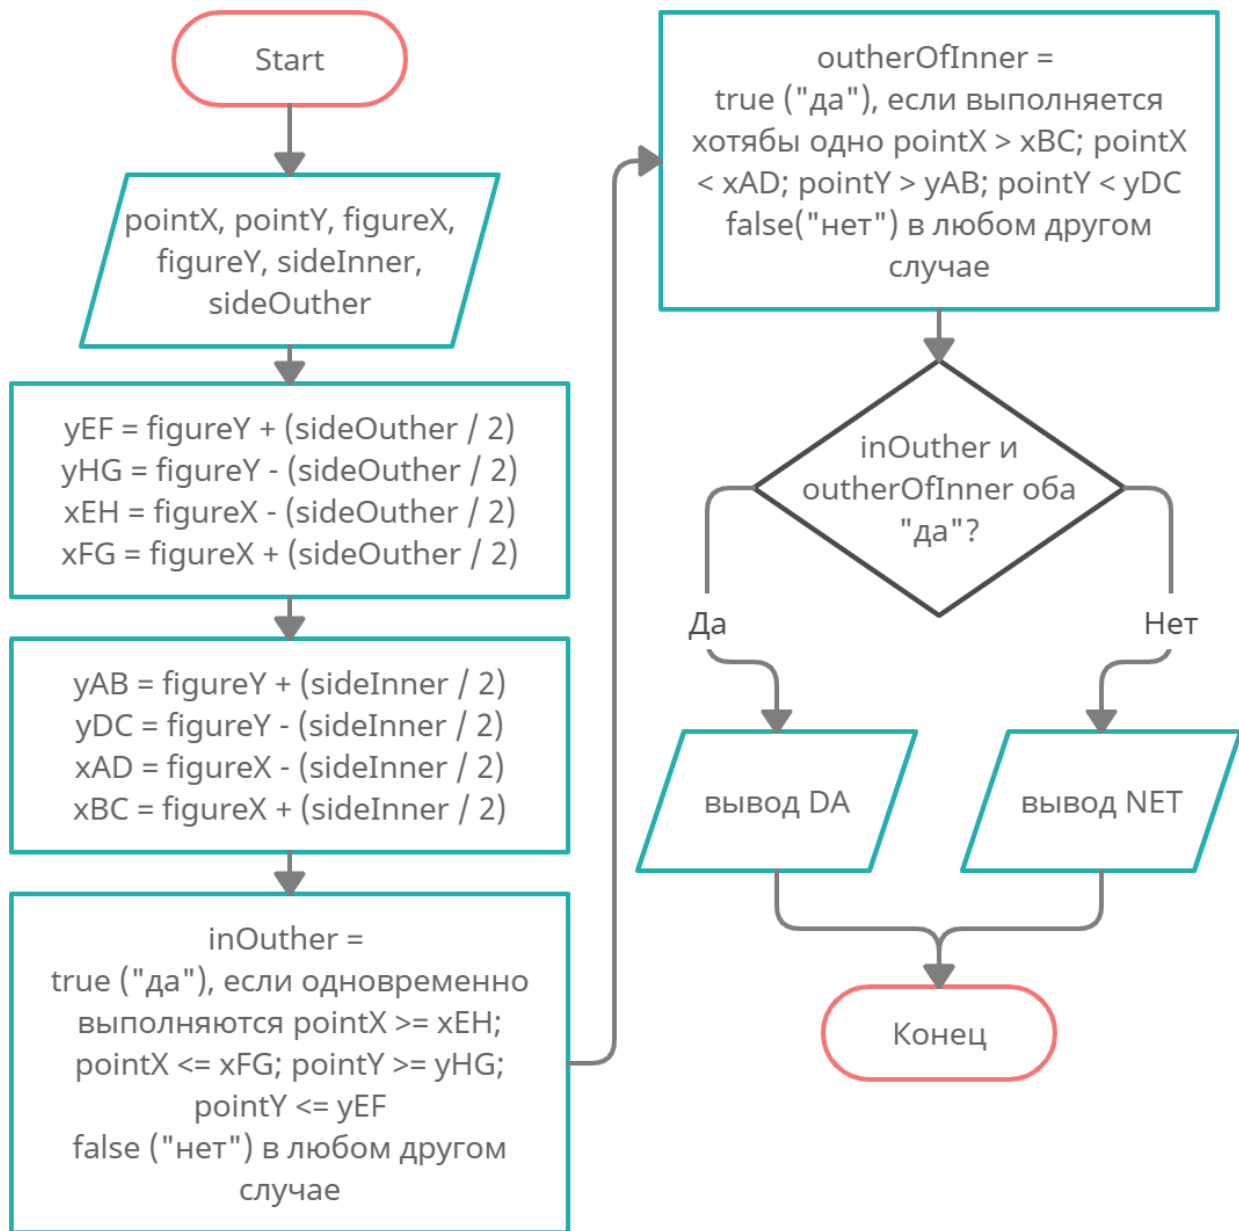 Start
pointX, pointY, figureX,
figureY, sideInner,
sideOuther
yEF = figureY + (sideOuther / 2)
yHG = figureY - (sideOuther / 2)
xEH = figureX - (sideOuther / 2)
xFG = figureX + (sideOuther / 2)
yAB = figureY + (sideInner / 2)
yDC = figureY - (sideInner / 2)
xAD = figureX - (sideInner / 2)
xBC = figureX + (sideInner / 2)
inOuther =
true ("да"), если одновременно
выполняются pointX >= xEH;
pointX <= xFG; pointY >= yHG;
pointY <= yEF
false ("нет") в любом другом
случае
outherOfInner =
true ("да"), если выполняется
хотябы одно pointX > xBC; pointX
< xAD; pointY > yAB; pointY < yDC
false("нет") в любом другом
случае
inOuther и
outherOfInner оба
"да"?
Да
Нет
вывод DA
вывод NET
Конец